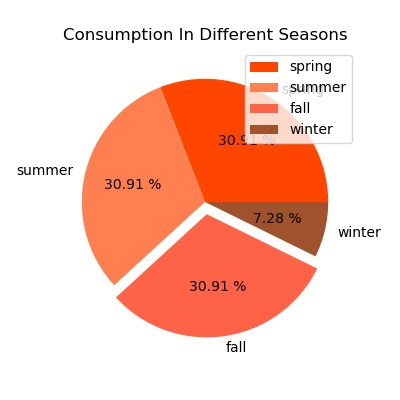 Consumption In Different Seasons
spring
summer
fall
winter
spring
30.91 %
summer
30.91 %
7.28 %
winter
30.91 %
fall